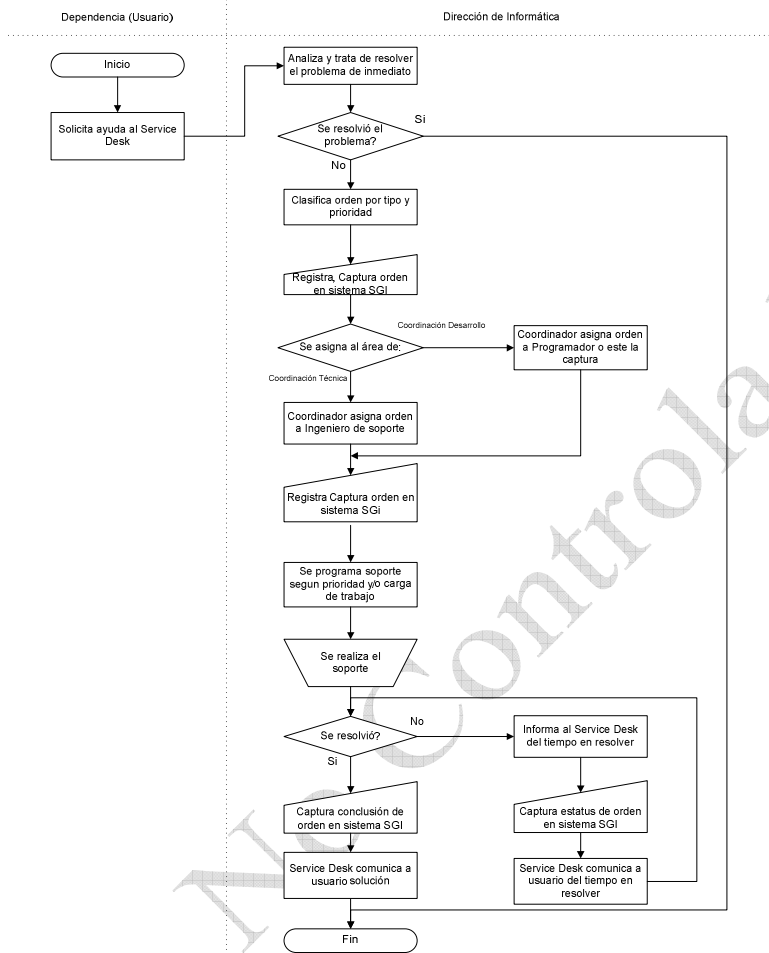 Dependencia (Usuario)
Dirección de Informática
Inicio
Solicita ayuda al Service
Desk
Analiza y trata de resolver
el problema de inmediato
Se resolvió el
problema?
Si
No
Clasifica orden por tipo y
prioridad
Registra, Captura orden
en sistema SGI
Se asigna al área de:
Coordinación Desarrollo
Coordinador asigna orden
a Programador o este la
captura
Coordinación Técnica
Coordinador asigna orden
a Ingeniero de soporte
Registra Captura orden en
sistema SGi
Se programa soporte
segun prioridad y/o carga
de trabajo
Se realiza el
soporte
Se resolvió?
No
Informa al Service Desk
del tiempo en resolver
Si
Captura conclusión de
orden en sistema SGI
Captura estatus de orden
en sistema SGI
Service Desk comunica a
usuario solución
Service Desk comunica a
usuario del tiempo en
resolver
Fin
No Controla